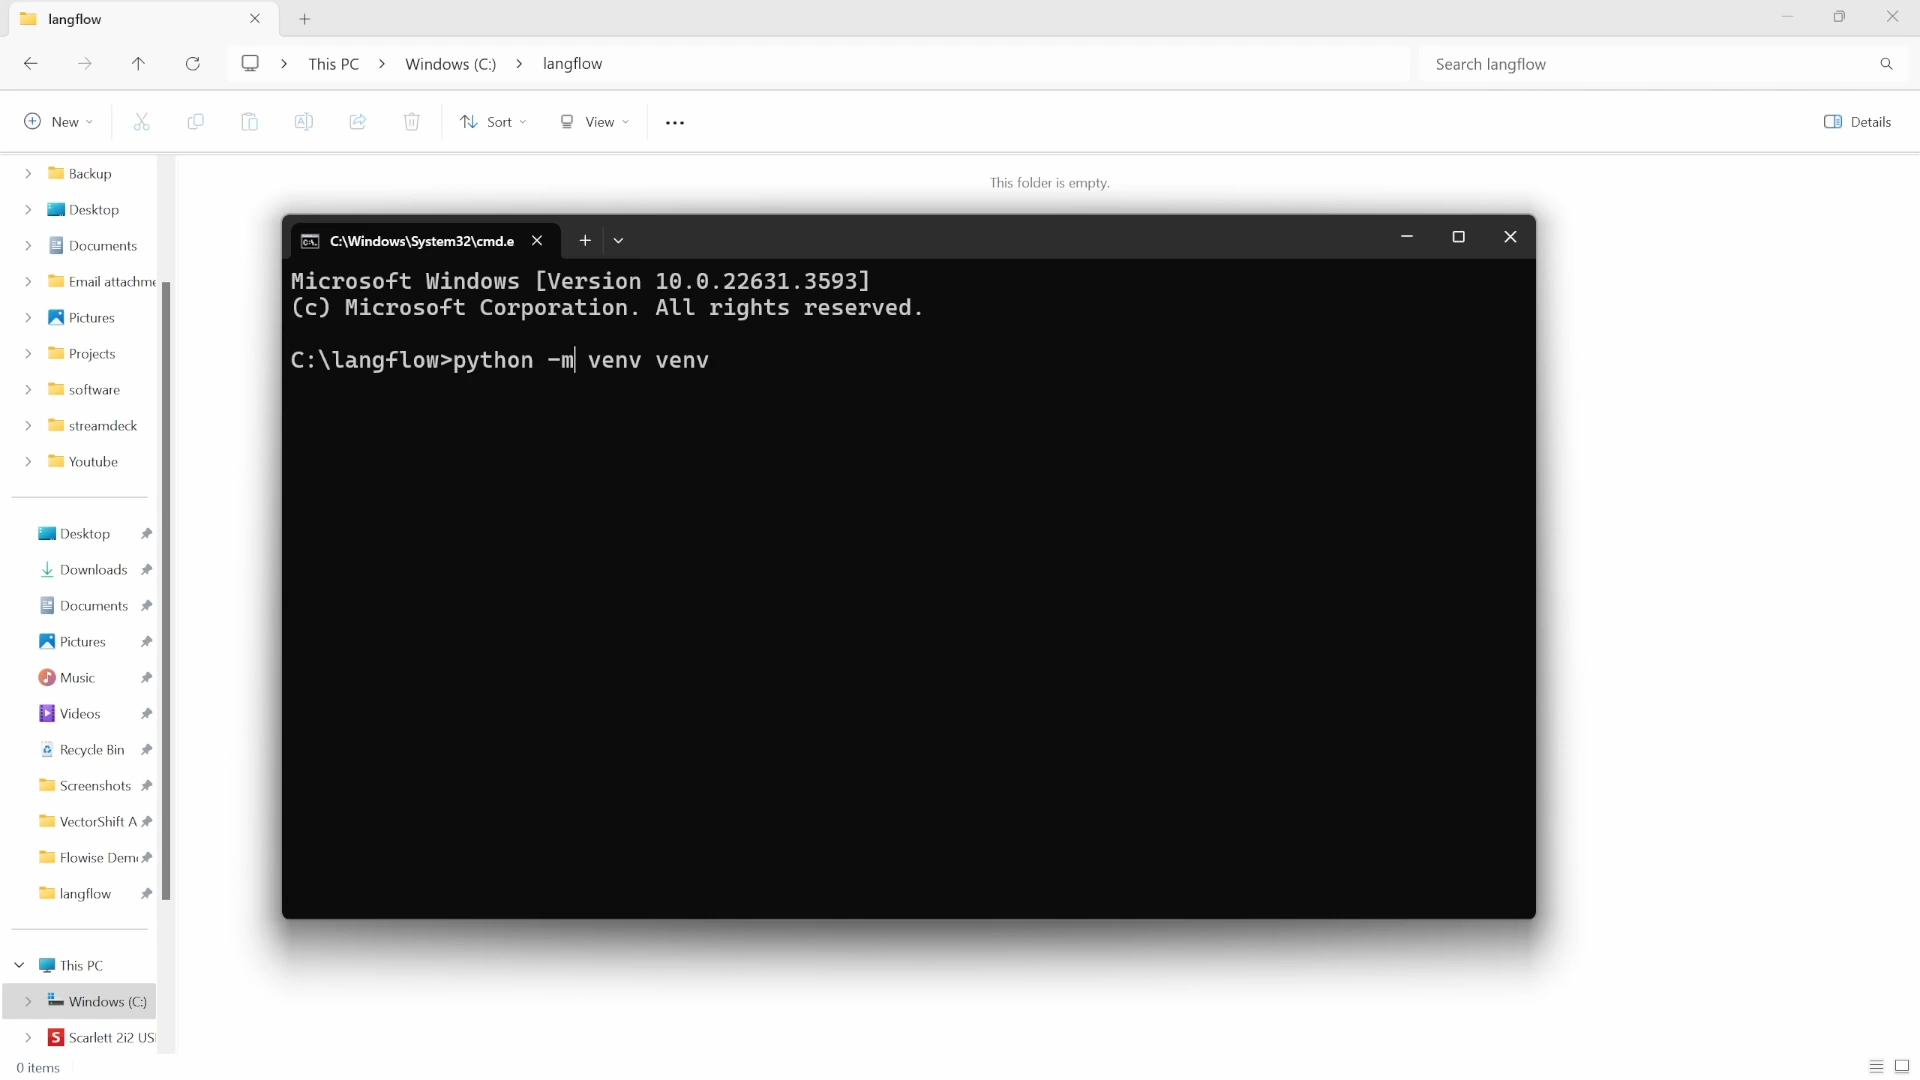 langflow
This PC
Windows (C:)
langflow
Search langflow
New
Sort
View
Details
Backup
Desktop
Documents
Email attachme
Pictures
Projects
software
streamdeck
Youtube
Desktop
Downloads
Documents
Pictures
Music
Videos
Recycle Bin
Screenshots
VectorShift A
Flowise Dem
langflow
This PC
Windows (C:)
Scarlett 2i2 US
0 items
This folder is empty.
C:\Windows\System32\cmd.e
Microsoft Windows [Version 10.0.22631.3593]
(c) Microsoft Corporation. All rights reserved.
C:\langflow>python -m venv venv